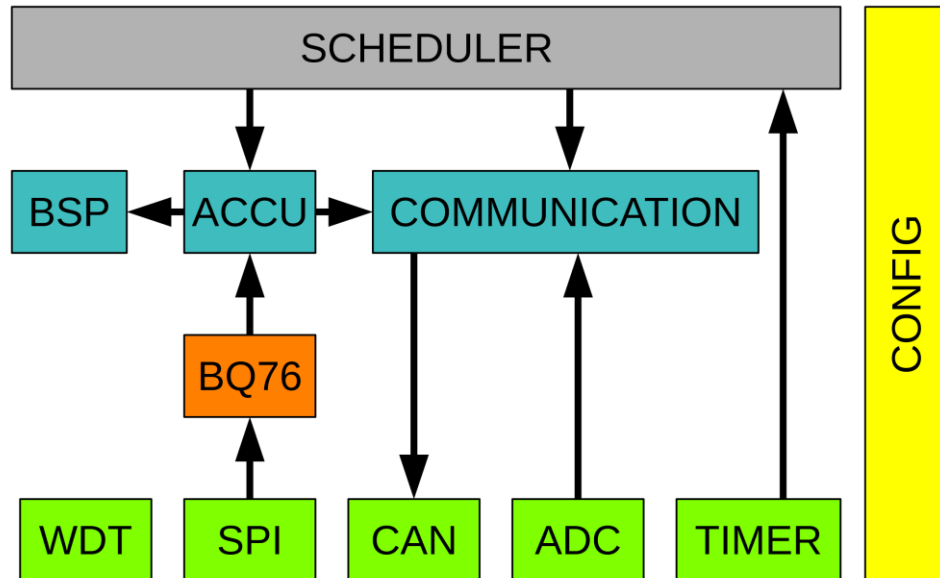 SCHEDULER
BSP
ACCU
COMMUNICATION
BQ76
WDT
SPI
CAN
ADC
TIMER
CONFIG